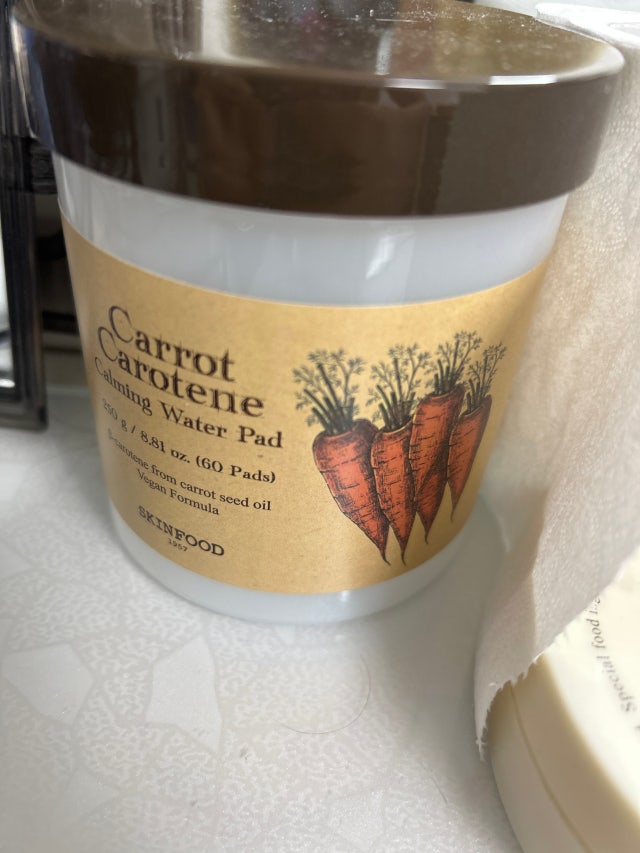 Carrot
Carotene
Calming Water Pad
250 g / 8.81 oz. (60 Pads)
β-carotene from carrot seed oil
Vegan Formula
SKINFOOD
1957
Special food